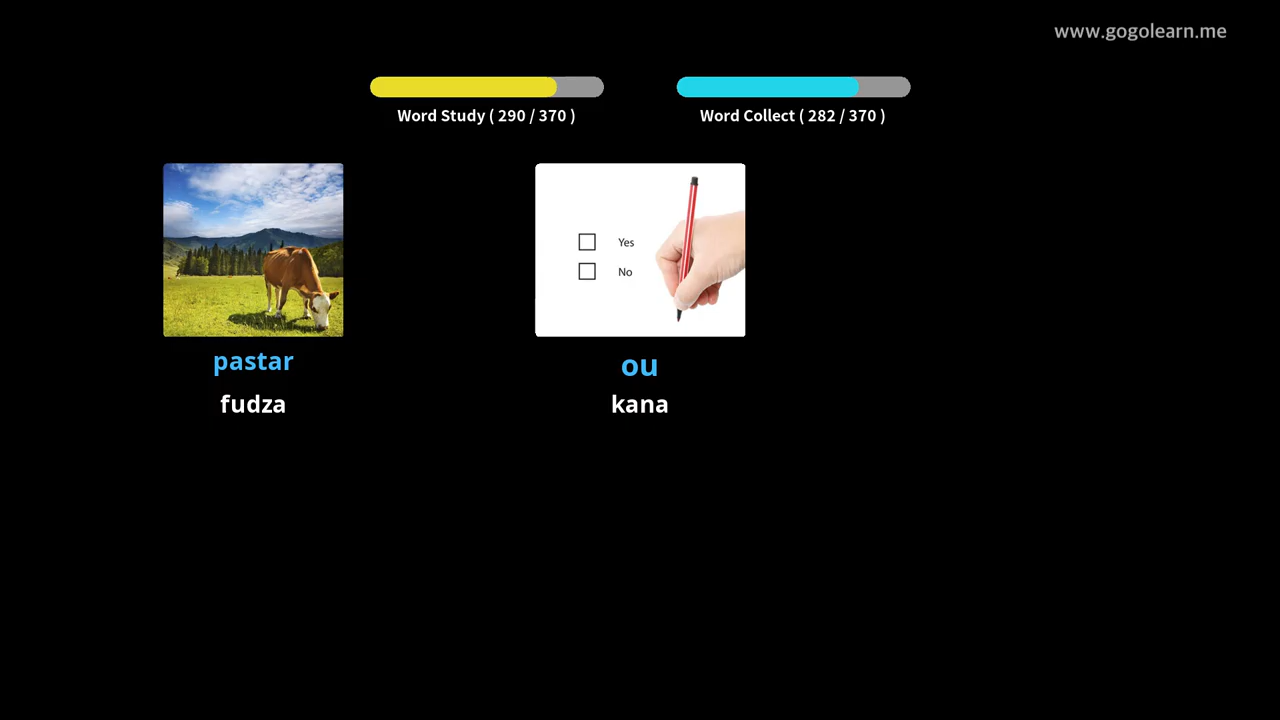 www.gogolearn.me
Word Study ( 290 / 370 )
Word Collect ( 282 / 370 )
Yes
No
pastar
fudza
ou
kana